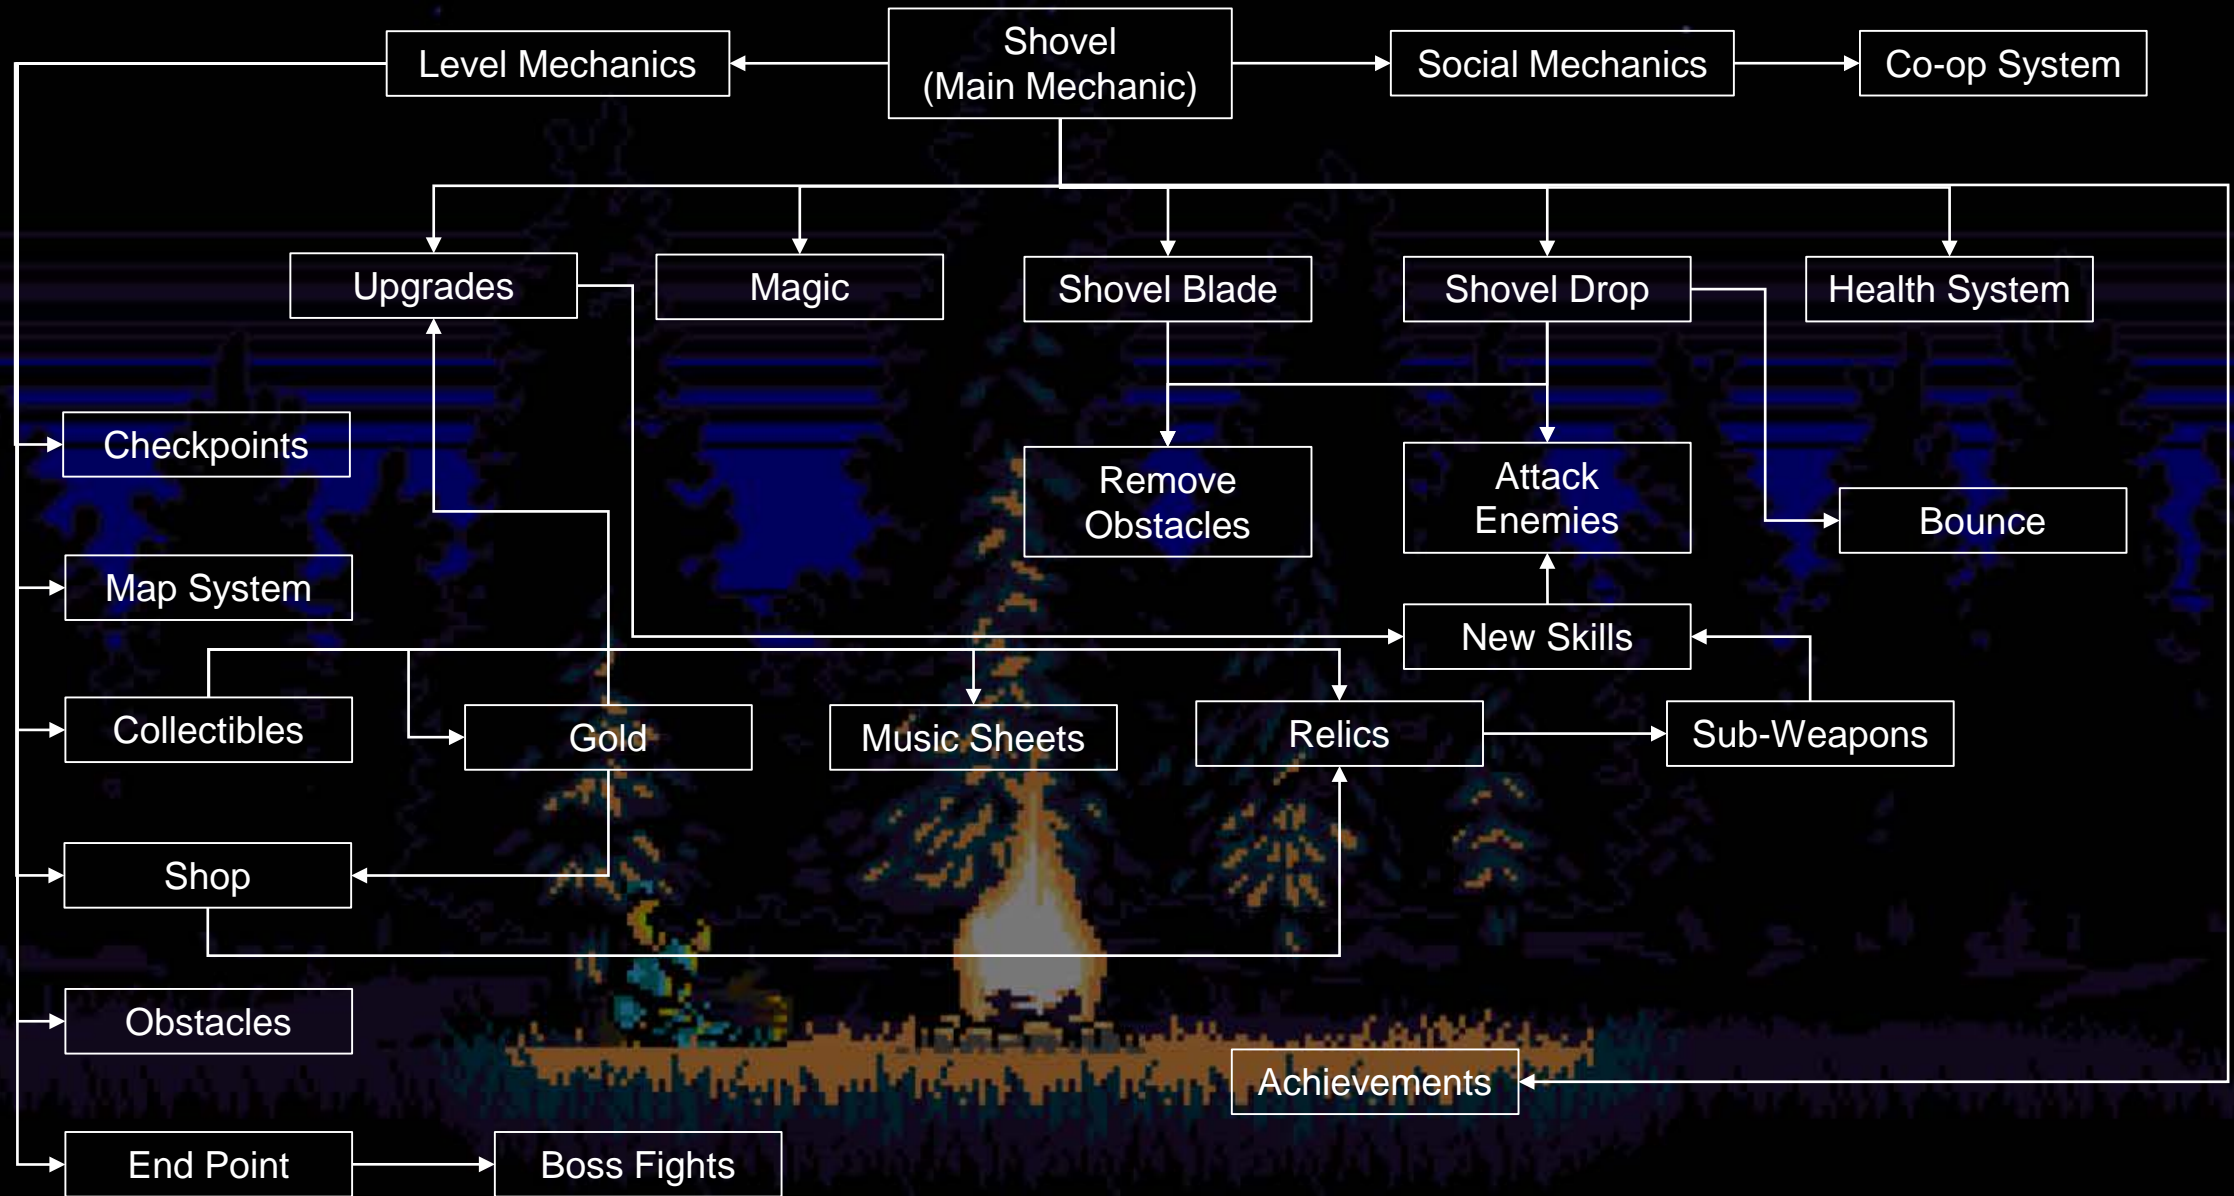 Level Mechanics
Shovel
(Main Mechanic)
Social Mechanics
Co-op System
Upgrades
Magic
Shovel Blade
Shovel Drop
Health System
Checkpoints
Remove
Obstacles
Attack
Enemies
Bounce
Map System
New Skills
Collectibles
Gold
Music Sheets
Relics
Sub-Weapons
Shop
Obstacles
Achievements
End Point
Boss Fights